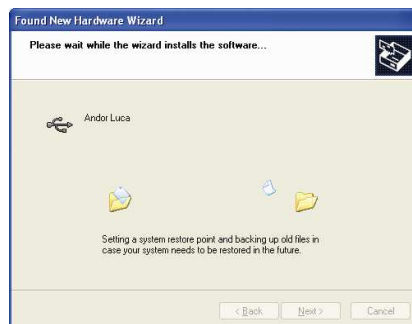 Found New Hardware Wizard
Please wait while the wizard installs the software...
Andor Luca
Setting a system restore point and backing up old files in
case your system needs to be restored in the future.
< Back
Next >
Cancel